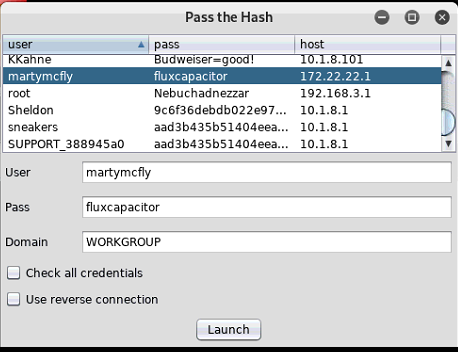 Pass the Hash
user pass host
KKahne Budweiser=good! 10.1.8.101
martymcfly fluxcapacitor 172.22.22.1
root Nebuchadnezzar 192.168.3.1
Sheldon 9c6f36debdb022e97... 10.1.8.1
sneakers aad3b435b51404eea... 10.1.8.1
SUPPORT_388945a0 aad3b435b51404eea... 10.1.8.1
User martymcfly
Pass fluxcapacitor
Domain WORKGROUP
Check all credentials
Use reverse connection
Launch